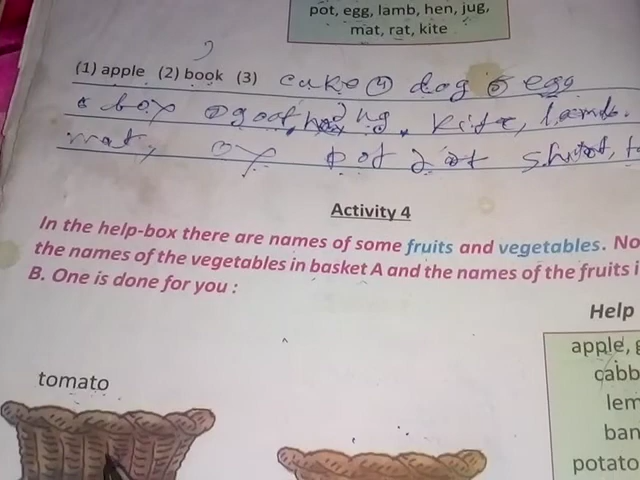 pot, egg, lamb, hen, jug,
mat, rat, kite
(1) apple (2) book (3) cake (4) dog (5) egg
box goat, kite, lamb.
mat, ox pot
Activity 4
In the help-box there are names of some fruits and vegetables. No
the names of the vegetables in basket A and the names of the fruits i
B. One is done for you :
Help
apple, g
cabb
tomato
lem
ban
potato